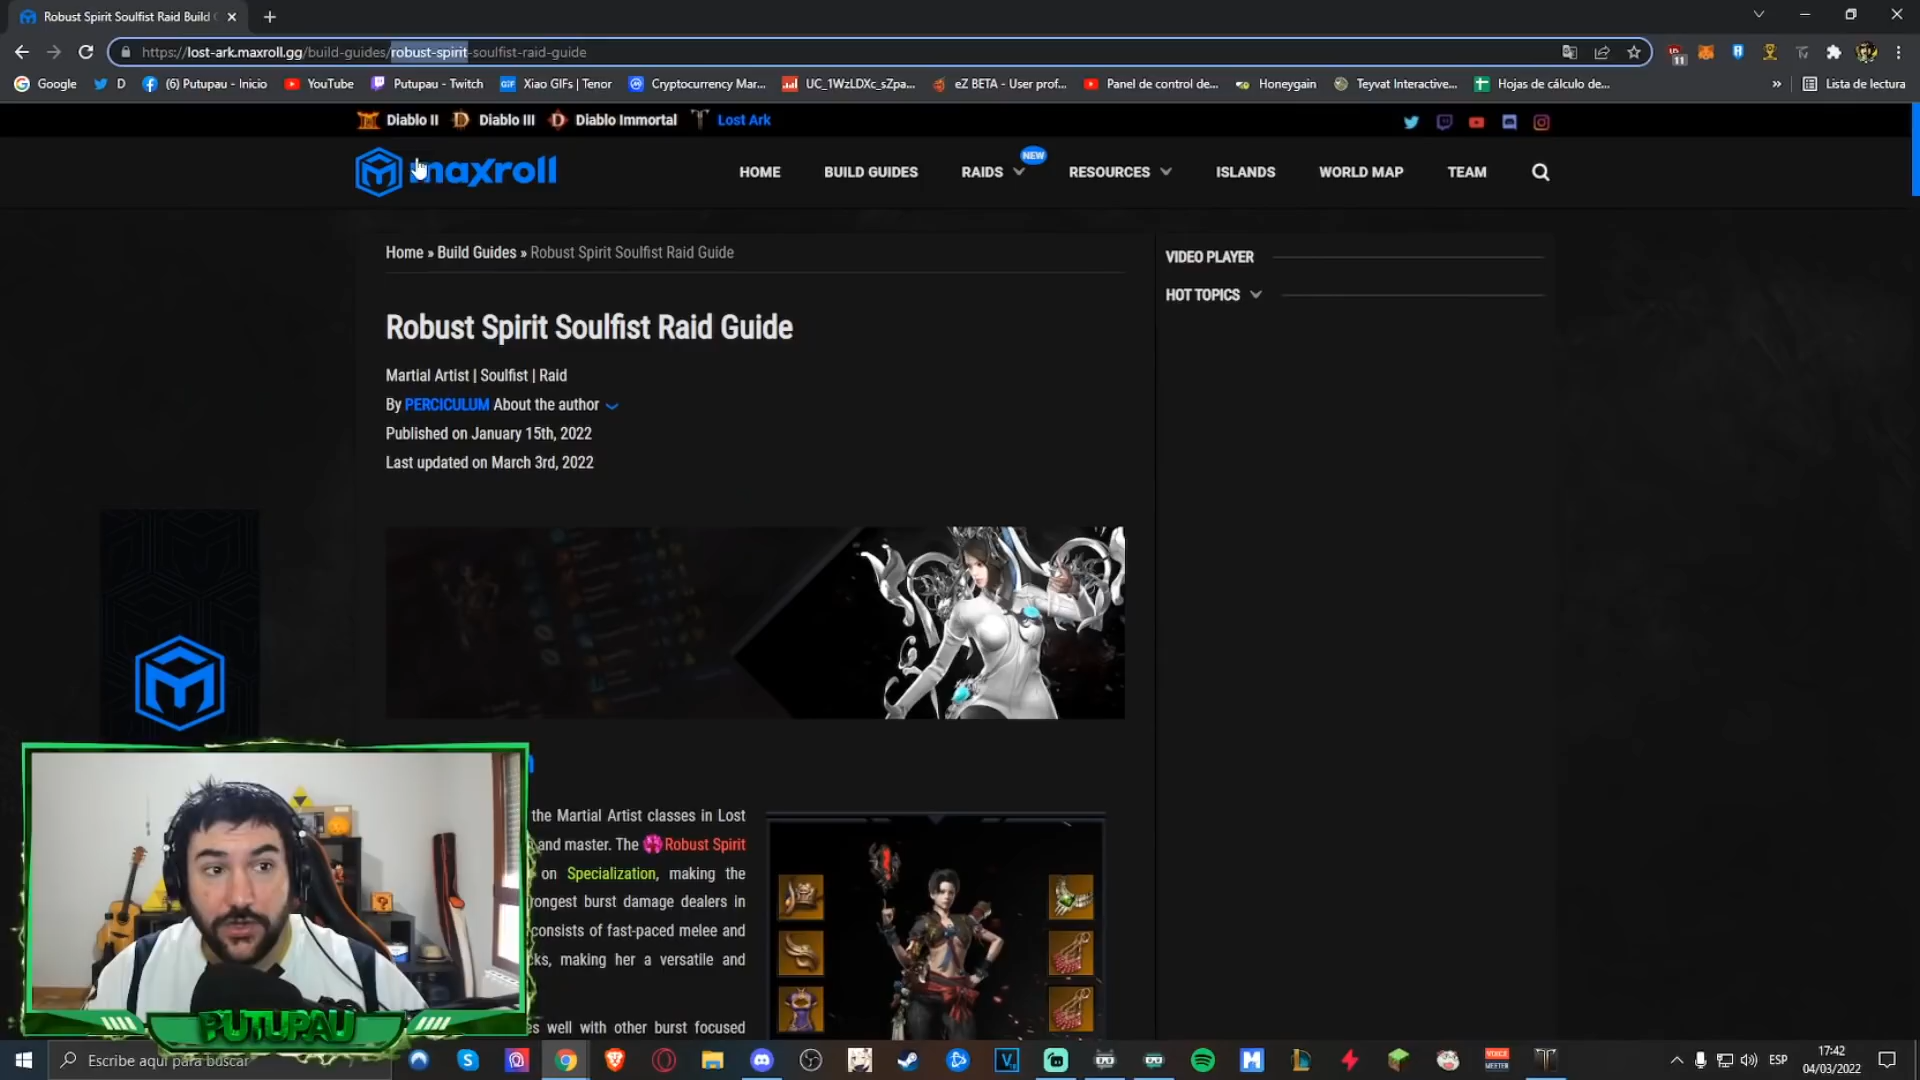 Robust Spirit Soulfist Raid Build
https://lost-ark.maxroll.gg/build-guides/robust-spirit-soulfist-raid-guide
11
Google D (6) Putupau - Inicio YouTube Putupau - Twitch GIF Xiao GIFs | Tenor Cryptocurrency Mar... UC_1WzLDXc_sZpa... eZ BETA - User prof... Panel de control de... Honeygain Teyvat Interactive... Hojas de cálculo de... » Lista de lectura
Diablo II Diablo III Diablo Immortal Lost Ark
maxroll
HOME BUILD GUIDES RAIDS NEW RESOURCES ISLANDS WORLD MAP TEAM
Home » Build Guides » Robust Spirit Soulfist Raid Guide
VIDEO PLAYER
HOT TOPICS
Robust Spirit Soulfist Raid Guide
Martial Artist | Soulfist | Raid
By PERCICULUM About the author
Published on January 15th, 2022
Last updated on March 3rd, 2022
the Martial Artist classes in Lost
and master. The Robust Spirit
on Specialization, making the
rongest burst damage dealers in
consists of fast-paced melee and
ks, making her a versatile and
es well with other burst focused
PUTUPAU
Escribe aquí para buscar
VOICE MEETER
ESP
17:42
04/03/2022